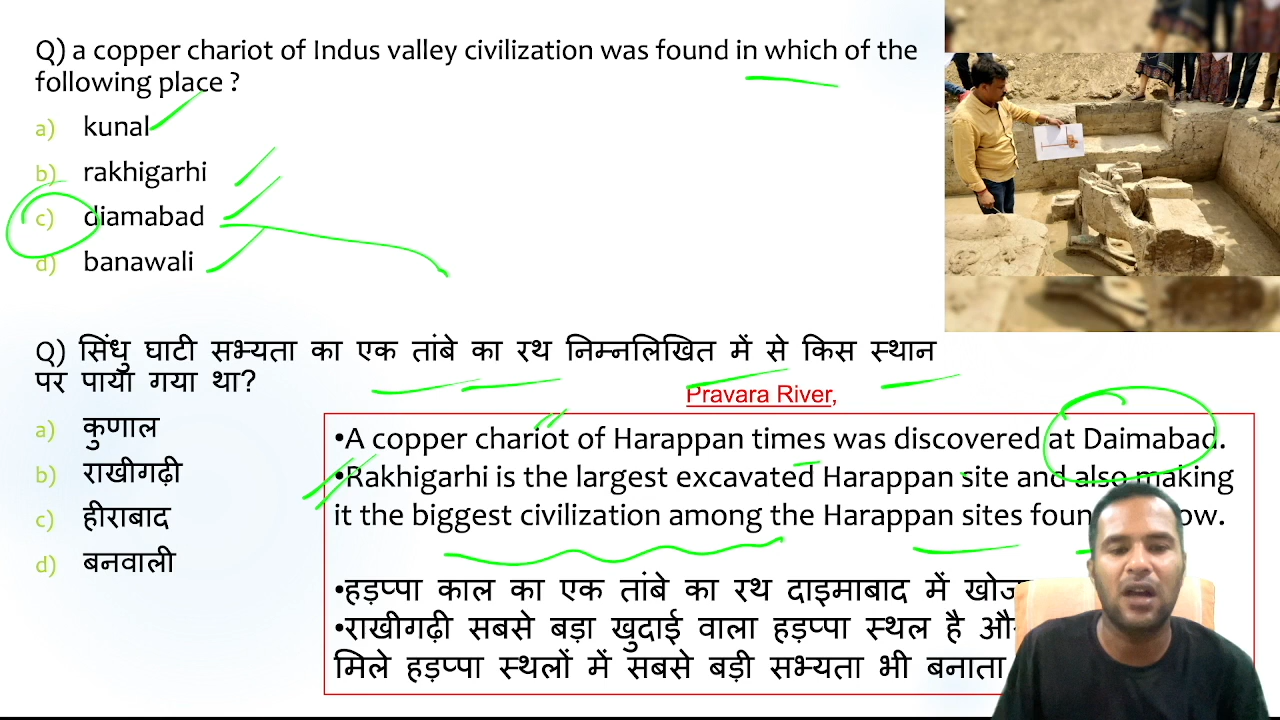 Q) a copper chariot of Indus valley civilization was found in which of the
following place ?
a) kunal
b) rakhigarhi
c) diamabad
d) banawali
Q) सिंधु घाटी सभ्यता का एक तांबे का रथ निम्नलिखित में से किस स्थान
पर पाया गया था?
a) कुणाल
b) राखीगढ़ी
c) हीराबाद
d) बनवाली
Pravara River,
•A copper chariot of Harappan times was discovered at Daimabad.
•Rakhigarhi is the largest excavated Harappan site and also making
it the biggest civilization among the Harappan sites
•हड़प्पा काल का एक तांबे का रथ दाइमाबाद में
•राखीगढ़ी सबसे बड़ा खुदाई वाला हड़प्पा स्थल है
मिले हड़प्पा स्थलों में सबसे बड़ी सभ्यता भी बनाता